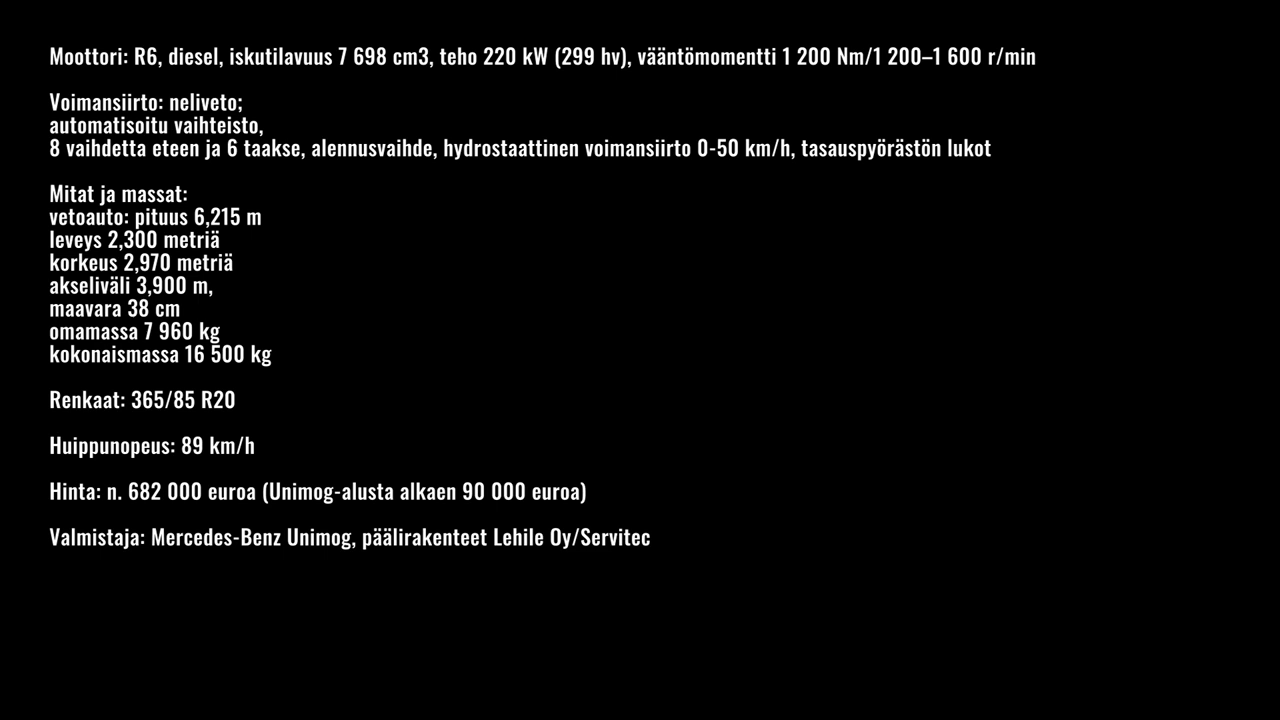 Moottori: R6, diesel, iskutilavuus 7 698 cm3, teho 220 kW (299 hv), vääntömomentti 1 200 Nm/1 200–1 600 r/min
Voimansiirto: neliveto;
automatisoitu vaihteisto,
8 vaihdetta eteen ja 6 taakse, alennusvaihde, hydrostaattinen voimansiirto 0-50 km/h, tasauspyörästön lukot
Mitat ja massat:
vetoauto: pituus 6,215 m
leveys 2,300 metriä
korkeus 2,970 metriä
akseliväli 3,900 m,
maavara 38 cm
omamassa 7 960 kg
kokonaismassa 16 500 kg
Renkaat: 365/85 R20
Huippunopeus: 89 km/h
Hinta: n. 682 000 euroa (Unimog-alusta alkaen 90 000 euroa)
Valmistaja: Mercedes-Benz Unimog, päälirakenteet Lehile Oy/Servitec